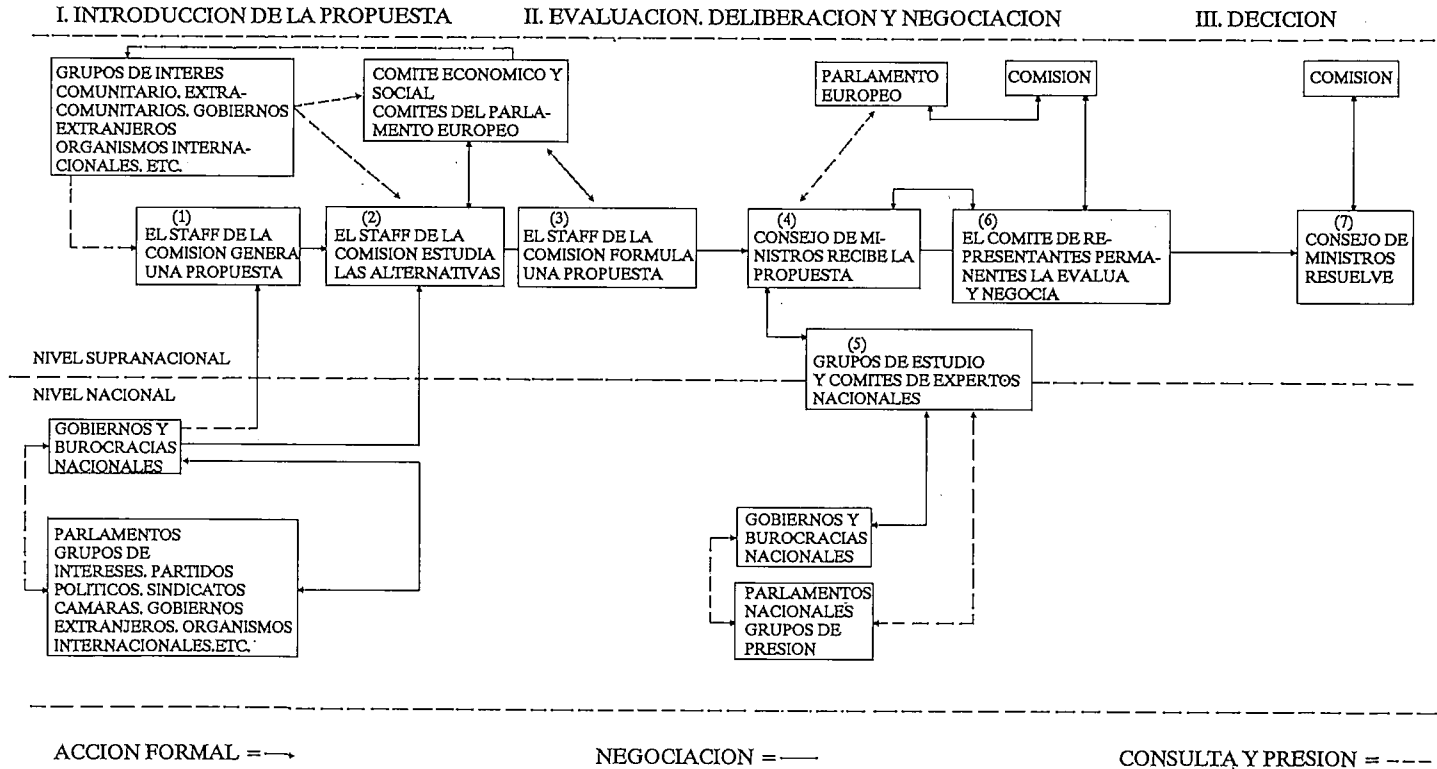 I. INTRODUCCION DE LA PROPUESTA
II. EVALUACION. DELIBERACION Y NEGOCIACION
III. DECICION
GRUPOS DE INTERES
COMUNITARIO. EXTRA-
COMUNITARIOS. GOBIERNOS
EXTRANJEROS
ORGANISMOS INTERNA-
CIONALES. ETC.
COMITE ECONOMICO Y
SOCIAL
COMITES DEL PARLA-
MENTO EUROPEO
PARLAMENTO
EUROPEO
COMISION
COMISION
(1)
EL STAFF DE LA
COMISION GENERA
UNA PROPUESTA
(2)
EL STAFF DE LA
COMISION ESTUDIA
LAS ALTERNATIVAS
(3)
EL STAFF DE LA
COMISION FORMULA
UNA PROPUESTA
(4)
CONSEJO DE MI-
NISTROS RECIBE LA
PROPUESTA
(6)
EL COMITE DE RE-
PRESENTANTES PERMA-
NENTES LA EVALUA
Y NEGOCIA
(7)
CONSEJO DE
MINISTROS
RESUELVE
(5)
GRUPOS DE ESTUDIO
Y COMITES DE EXPERTOS
NACIONALES
NIVEL SUPRANACIONAL
NIVEL NACIONAL
GOBIERNOS Y
BUROCRACIAS
NACIONALES
PARLAMENTOS
GRUPOS DE
INTERESES. PARTIDOS
POLITICOS. SINDICATOS
CAMARAS. GOBIERNOS
EXTRANJEROS. ORGANISMOS
INTERNACIONALES.ETC.
GOBIERNOS Y
BUROCRACIAS
NACIONALES
PARLAMENTOS
NACIONALES
GRUPOS DE
PRESION
ACCION FORMAL =
NEGOCIACION =
CONSULTA Y PRESION =